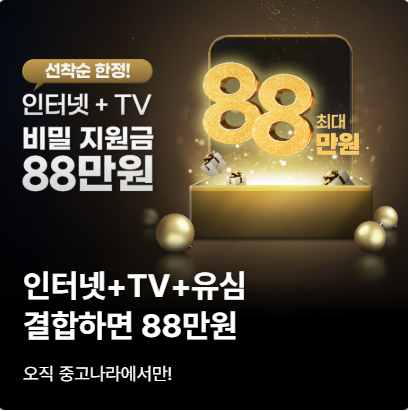 선착순 한정!
인터넷 + TV
비밀 지원금
88만원
88
최대
만원
인터넷+TV+유심
결합하면 88만원
오직 중고나라에서만!